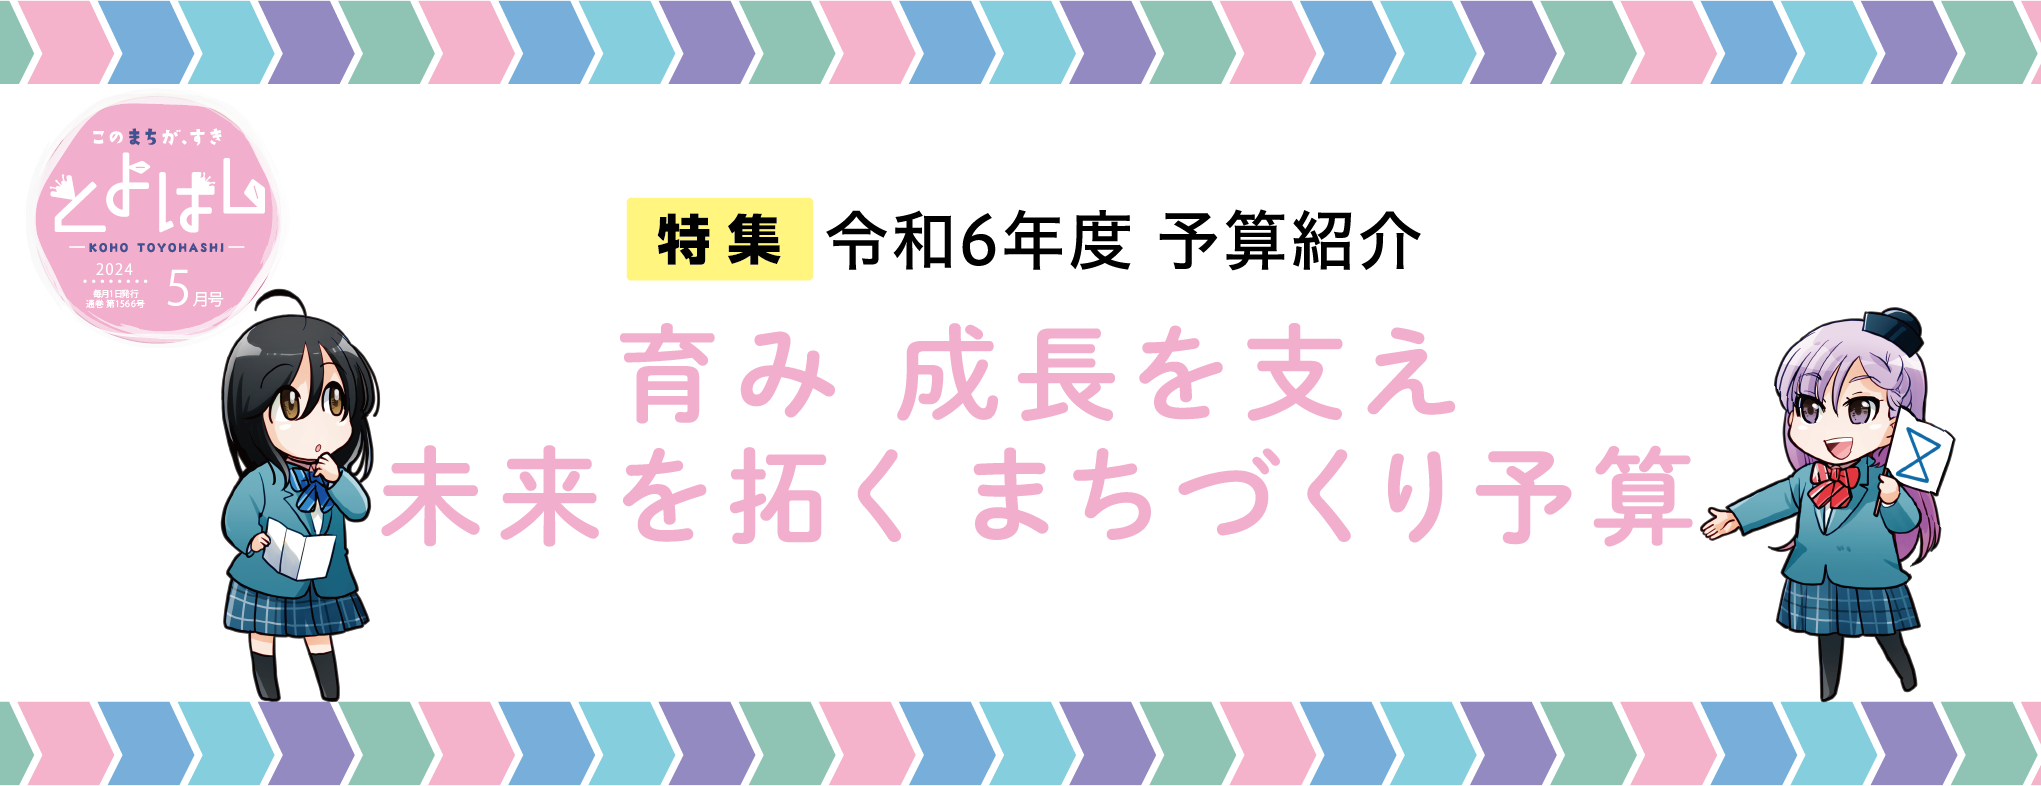 このまちが、すき
とよはし
KOHO TOYOHASHI
2024
毎月1日発行
通巻 第1566号
5月号
特集 令和6年度 予算紹介
育み 成長を支え
未来を拓く まちづくり予算